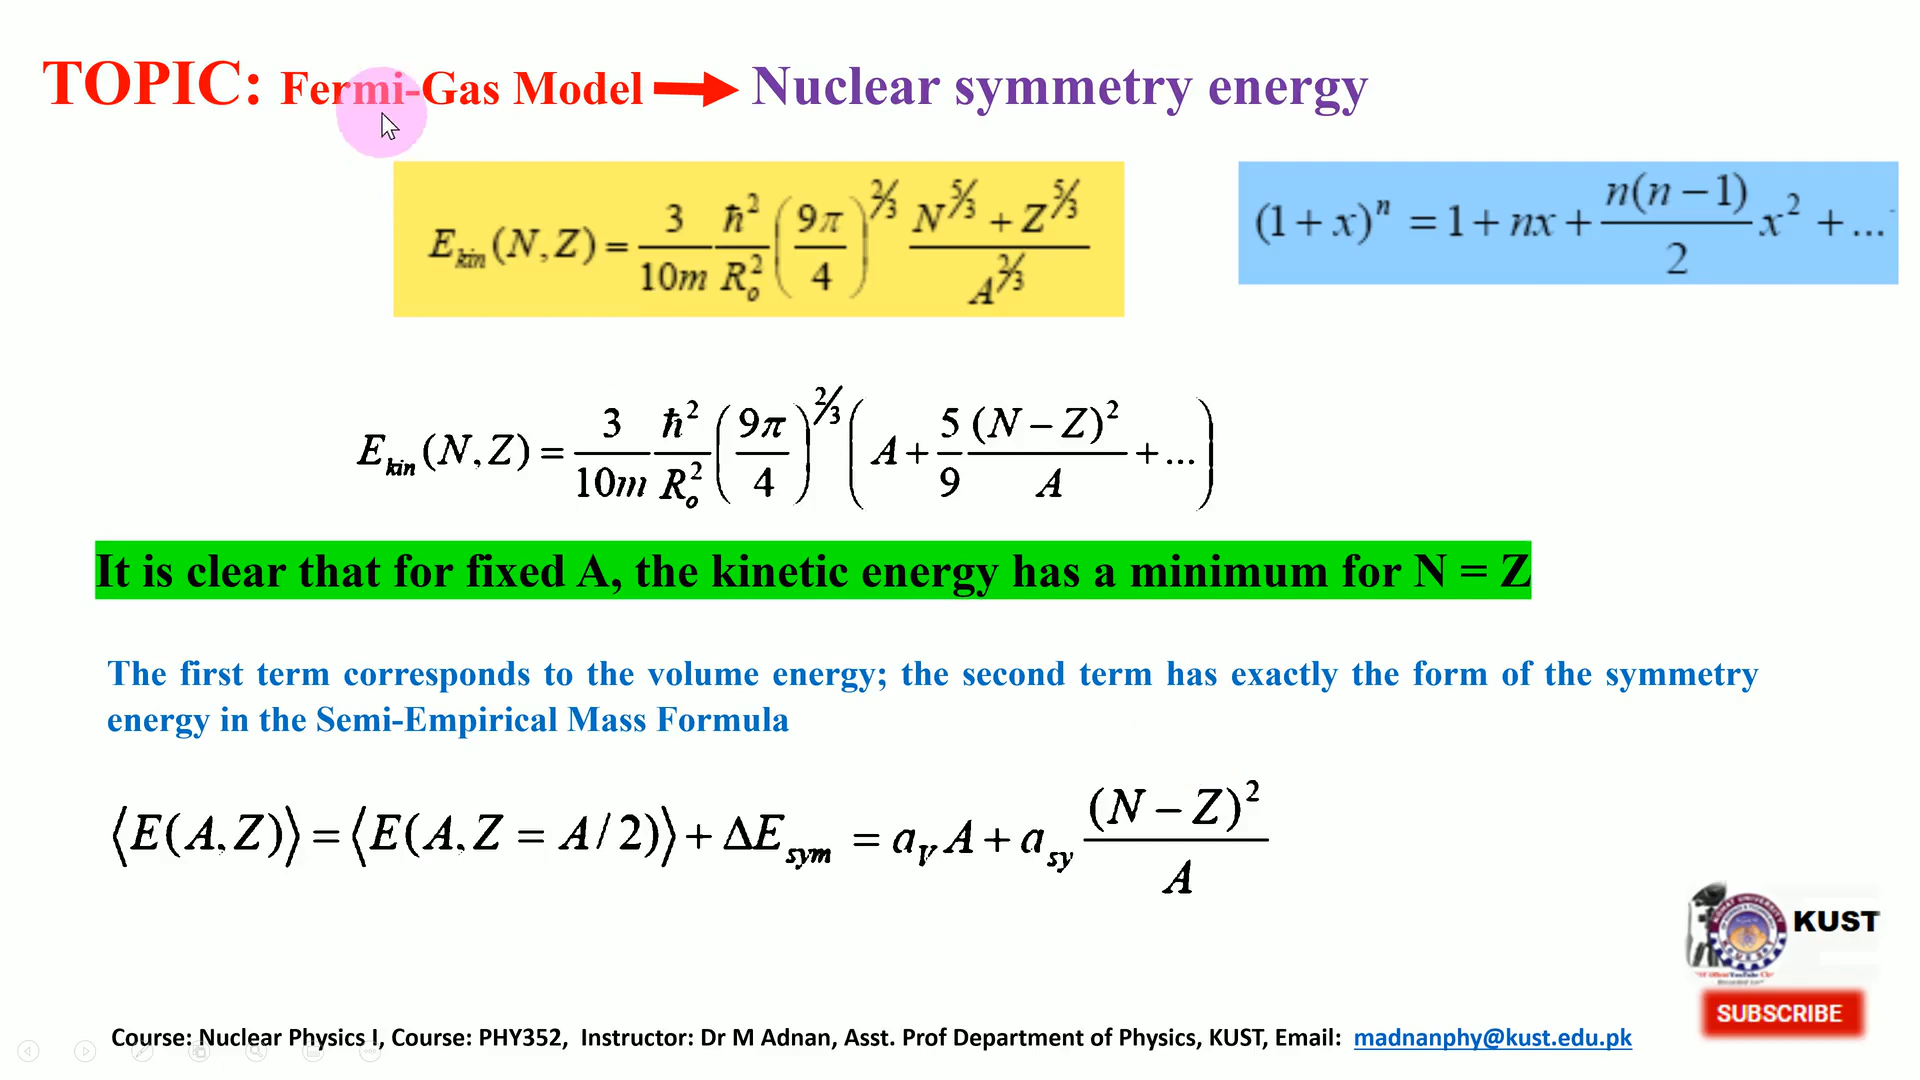 TOPIC: Fermi-Gas Model → Nuclear symmetry energy
E_kin(N,Z) = 3/10m ħ²/R_o² (9π/4)^(2/3) (N^(5/3) + Z^(5/3))/A^(2/3)
(1 + x)^n = 1 + nx + n(n − 1)/2 x² + ...
E_kin(N,Z) = 3/10m ħ²/R_o² (9π/4)^(2/3) (A + 5/9 (N − Z)²/A + ...)
It is clear that for fixed A, the kinetic energy has a minimum for N = Z
The first term corresponds to the volume energy; the second term has exactly the form of the symmetry
energy in the Semi-Empirical Mass Formula
⟨E(A,Z)⟩ = ⟨E(A,Z = A/2)⟩ + ΔE_sym = a_V A + a_sy (N − Z)²/A
KUST
SUBSCRIBE
Course: Nuclear Physics I, Course: PHY352, Instructor: Dr M Adnan, Asst. Prof Department of Physics, KUST, Email: madnanphy@kust.edu.pk